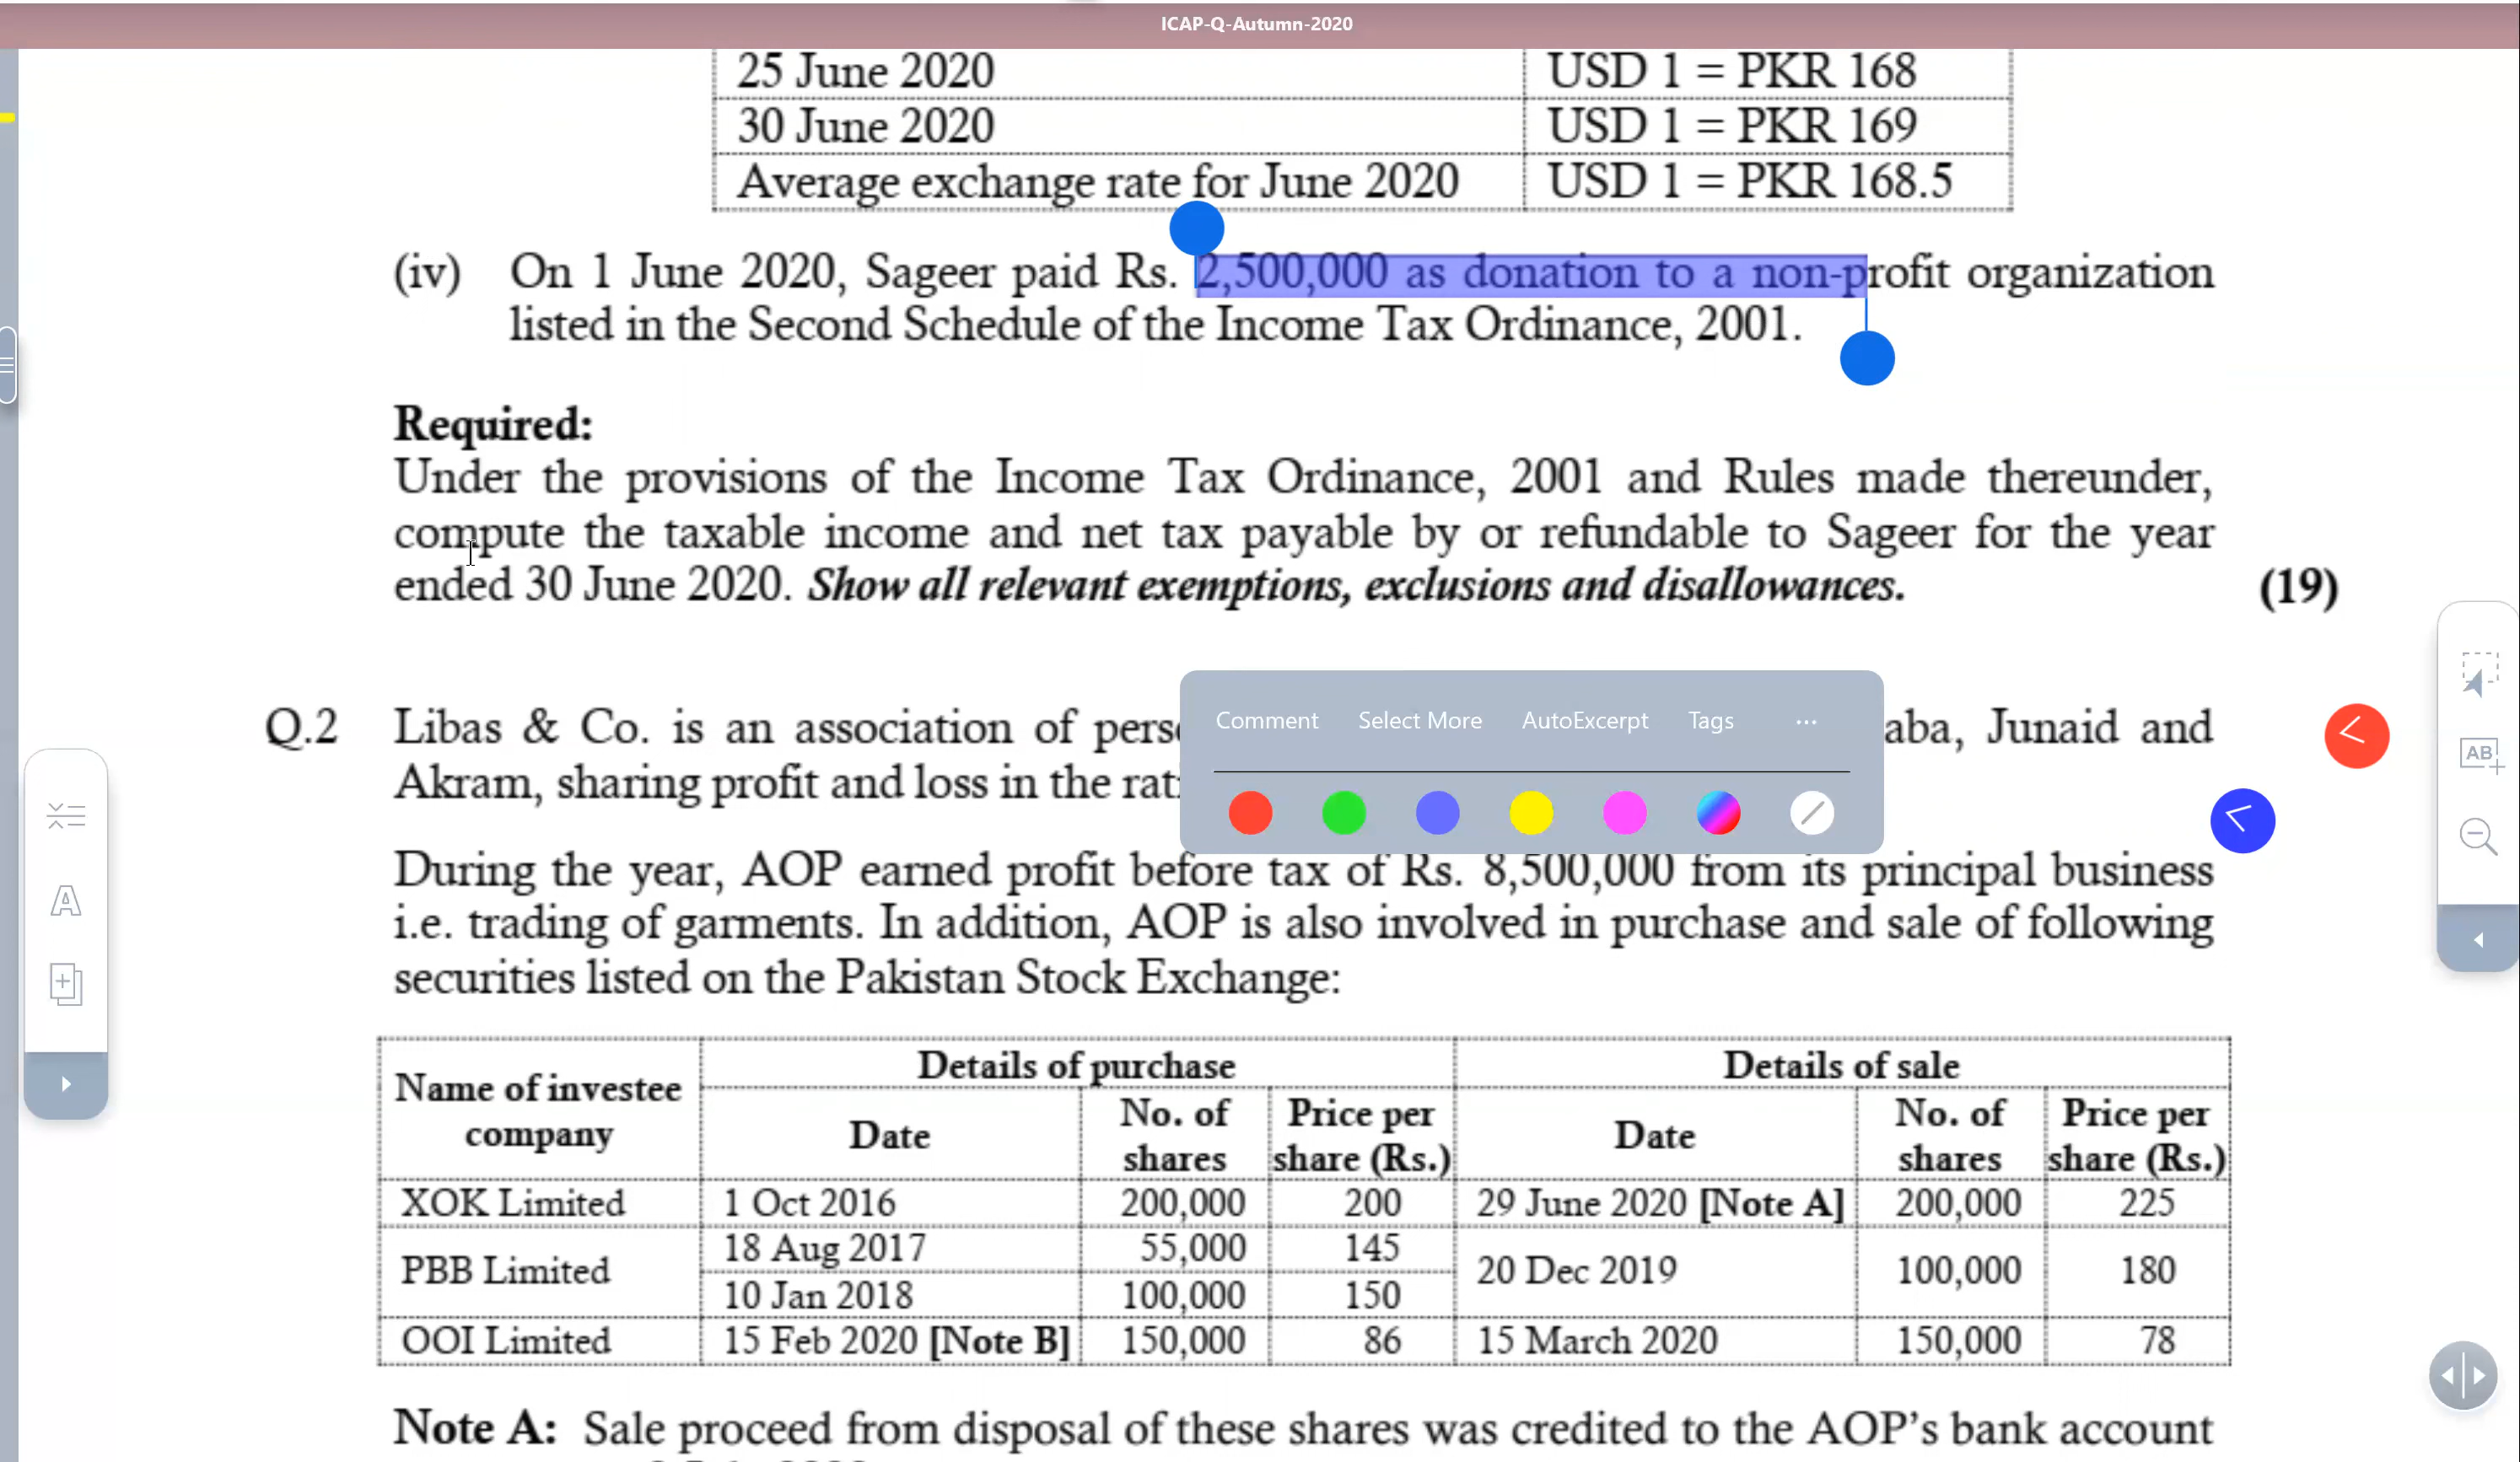 ICAP-Q-Autumn-2020
25 June 2020 USD 1 = PKR 168
30 June 2020 USD 1 = PKR 169
Average exchange rate for June 2020 USD 1 = PKR 168.5
(iv) On 1 June 2020, Sageer paid Rs. 2,500,000 as donation to a non-profit organization
listed in the Second Schedule of the Income Tax Ordinance, 2001.
Required:
Under the provisions of the Income Tax Ordinance, 2001 and Rules made thereunder,
compute the taxable income and net tax payable by or refundable to Sageer for the year
ended 30 June 2020. Show all relevant exemptions, exclusions and disallowances. (19)
Comment Select More AutoExcerpt Tags ...
Q.2 Libas & Co. is an association of Junaid and
Akram, sharing profit and loss in the
During the year, AOP earned profit before tax of Rs. 8,500,000 from its principal business
i.e. trading of garments. In addition, AOP is also involved in purchase and sale of following
securities listed on the Pakistan Stock Exchange:
Name of investee company Details of purchase Details of sale
Date No. of shares Price per share (Rs.) Date No. of shares Price per share (Rs.)
XOK Limited 1 Oct 2016 200,000 200 29 June 2020 [Note A] 200,000 225
PBB Limited 18 Aug 2017 55,000 145 20 Dec 2019 100,000 180
10 Jan 2018 100,000 150
OOI Limited 15 Feb 2020 [Note B] 150,000 86 15 March 2020 150,000 78
Note A: Sale proceed from disposal of these shares was credited to the AOP's bank account
AB
A